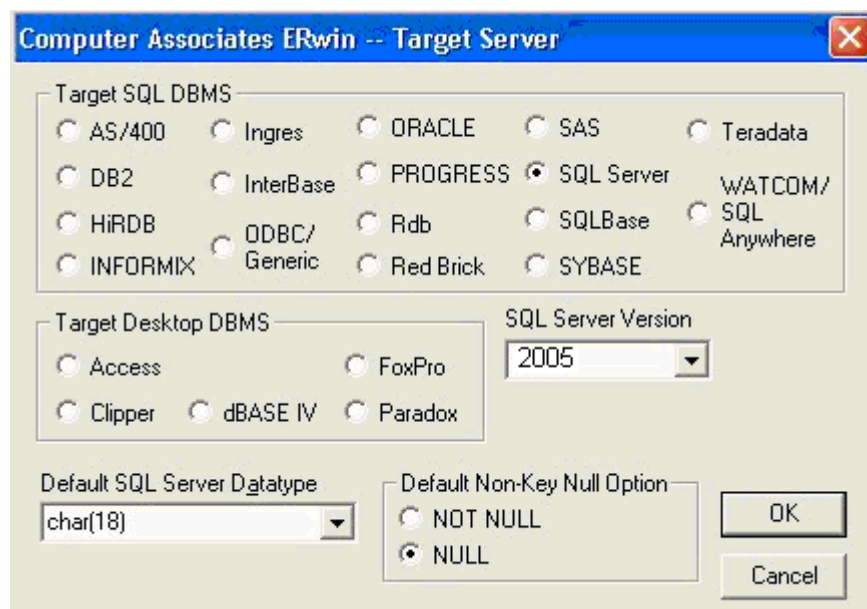 Computer Associates ERwin -- Target Server
Target SQL DBMS
AS/400
Ingres
ORACLE
SAS
Teradata
DB2
InterBase
PROGRESS
SQL Server
WATCOM/
SQL
Anywhere
HiRDB
ODBC/
Generic
Rdb
SQLBase
INFORMIX
Red Brick
SYBASE
Target Desktop DBMS
SQL Server Version
Access
FoxPro
2005
Clipper
dBASE IV
Paradox
Default SQL Server Datatype
char(18)
Default Non-Key Null Option
NOT NULL
NULL
OK
Cancel